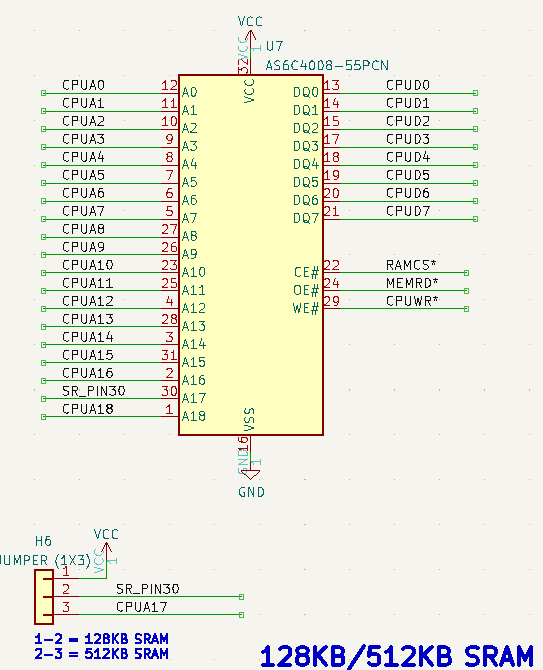 VCC
VCC 1
U7
AS6C4008-55PCN
32
VCC
CPUA0 12 A0 DQ0 13 CPUD0
CPUA1 11 A1 DQ1 14 CPUD1
CPUA2 10 A2 DQ2 15 CPUD2
CPUA3 9 A3 DQ3 17 CPUD3
CPUA4 8 A4 DQ4 18 CPUD4
CPUA5 7 A5 DQ5 19 CPUD5
CPUA6 6 A6 DQ6 20 CPUD6
CPUA7 5 A7 DQ7 21 CPUD7
CPUA8 27 A8
CPUA9 26 A9
CPUA10 23 A10 CE# 22 RAMCS*
CPUA11 25 A11 OE# 24 MEMRD*
CPUA12 4 A12 WE# 29 CPUWR*
CPUA13 28 A13
CPUA14 3 A14
CPUA15 31 A15
CPUA16 2 A16
SR_PIN30 30 A17
CPUA18 1 A18
VSS
16
GND 1
GND
H6
JUMPER (1X3)
VCC
VCC 1
1
2 SR_PIN30
3 CPUA17
1-2 = 128KB SRAM
2-3 = 512KB SRAM
128KB/512KB SRAM